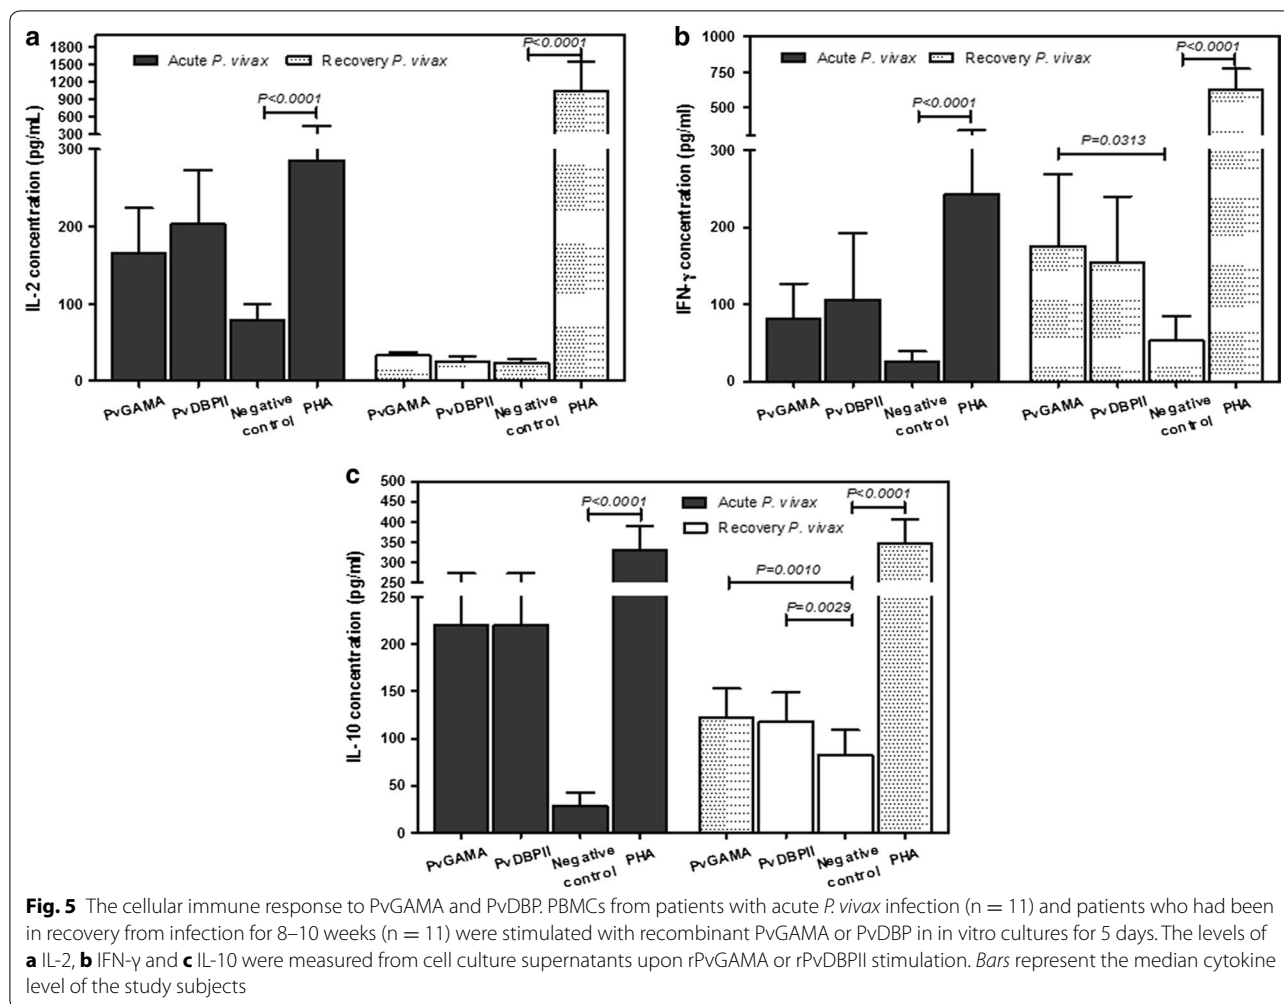 a
1800
1500
1200
900
600
300
300
200
100
0
IL-2 concentration (pg/mL)
Acute P. vivax
Recovery P. vivax
P<0.0001
P<0.0001
PvGAMA
PvDBPII
Negative
control
PHA
PvGAMA
PvDBPII
Negative
control
PHA
b
1000
750
500
300
200
100
0
IFN-γ concentration (pg/ml)
Acute P. vivax
Recovery P. vivax
P<0.0001
P<0.0001
P=0.0313
PvGAMA
PvDBPII
Negative
control
PHA
PvGAMA
PvDBPII
Negative
control
PHA
c
500
450
400
350
300
250
250
200
150
100
50
0
IL-10 concentration (pg/ml)
Acute P. vivax
Recovery P. vivax
P<0.0001
P<0.0001
P=0.0010
P=0.0029
PvGAMA
PvDBPII
Negative
control
PHA
PvGAMA
PvDBPII
Negative
control
PHA
Fig. 5 The cellular immune response to PvGAMA and PvDBP. PBMCs from patients with acute P. vivax infection (n = 11) and patients who had been
in recovery from infection for 8–10 weeks (n = 11) were stimulated with recombinant PvGAMA or PvDBP in in vitro cultures for 5 days. The levels of
a IL-2, b IFN-γ and c IL-10 were measured from cell culture supernatants upon rPvGAMA or rPvDBPII stimulation. Bars represent the median cytokine
level of the study subjects